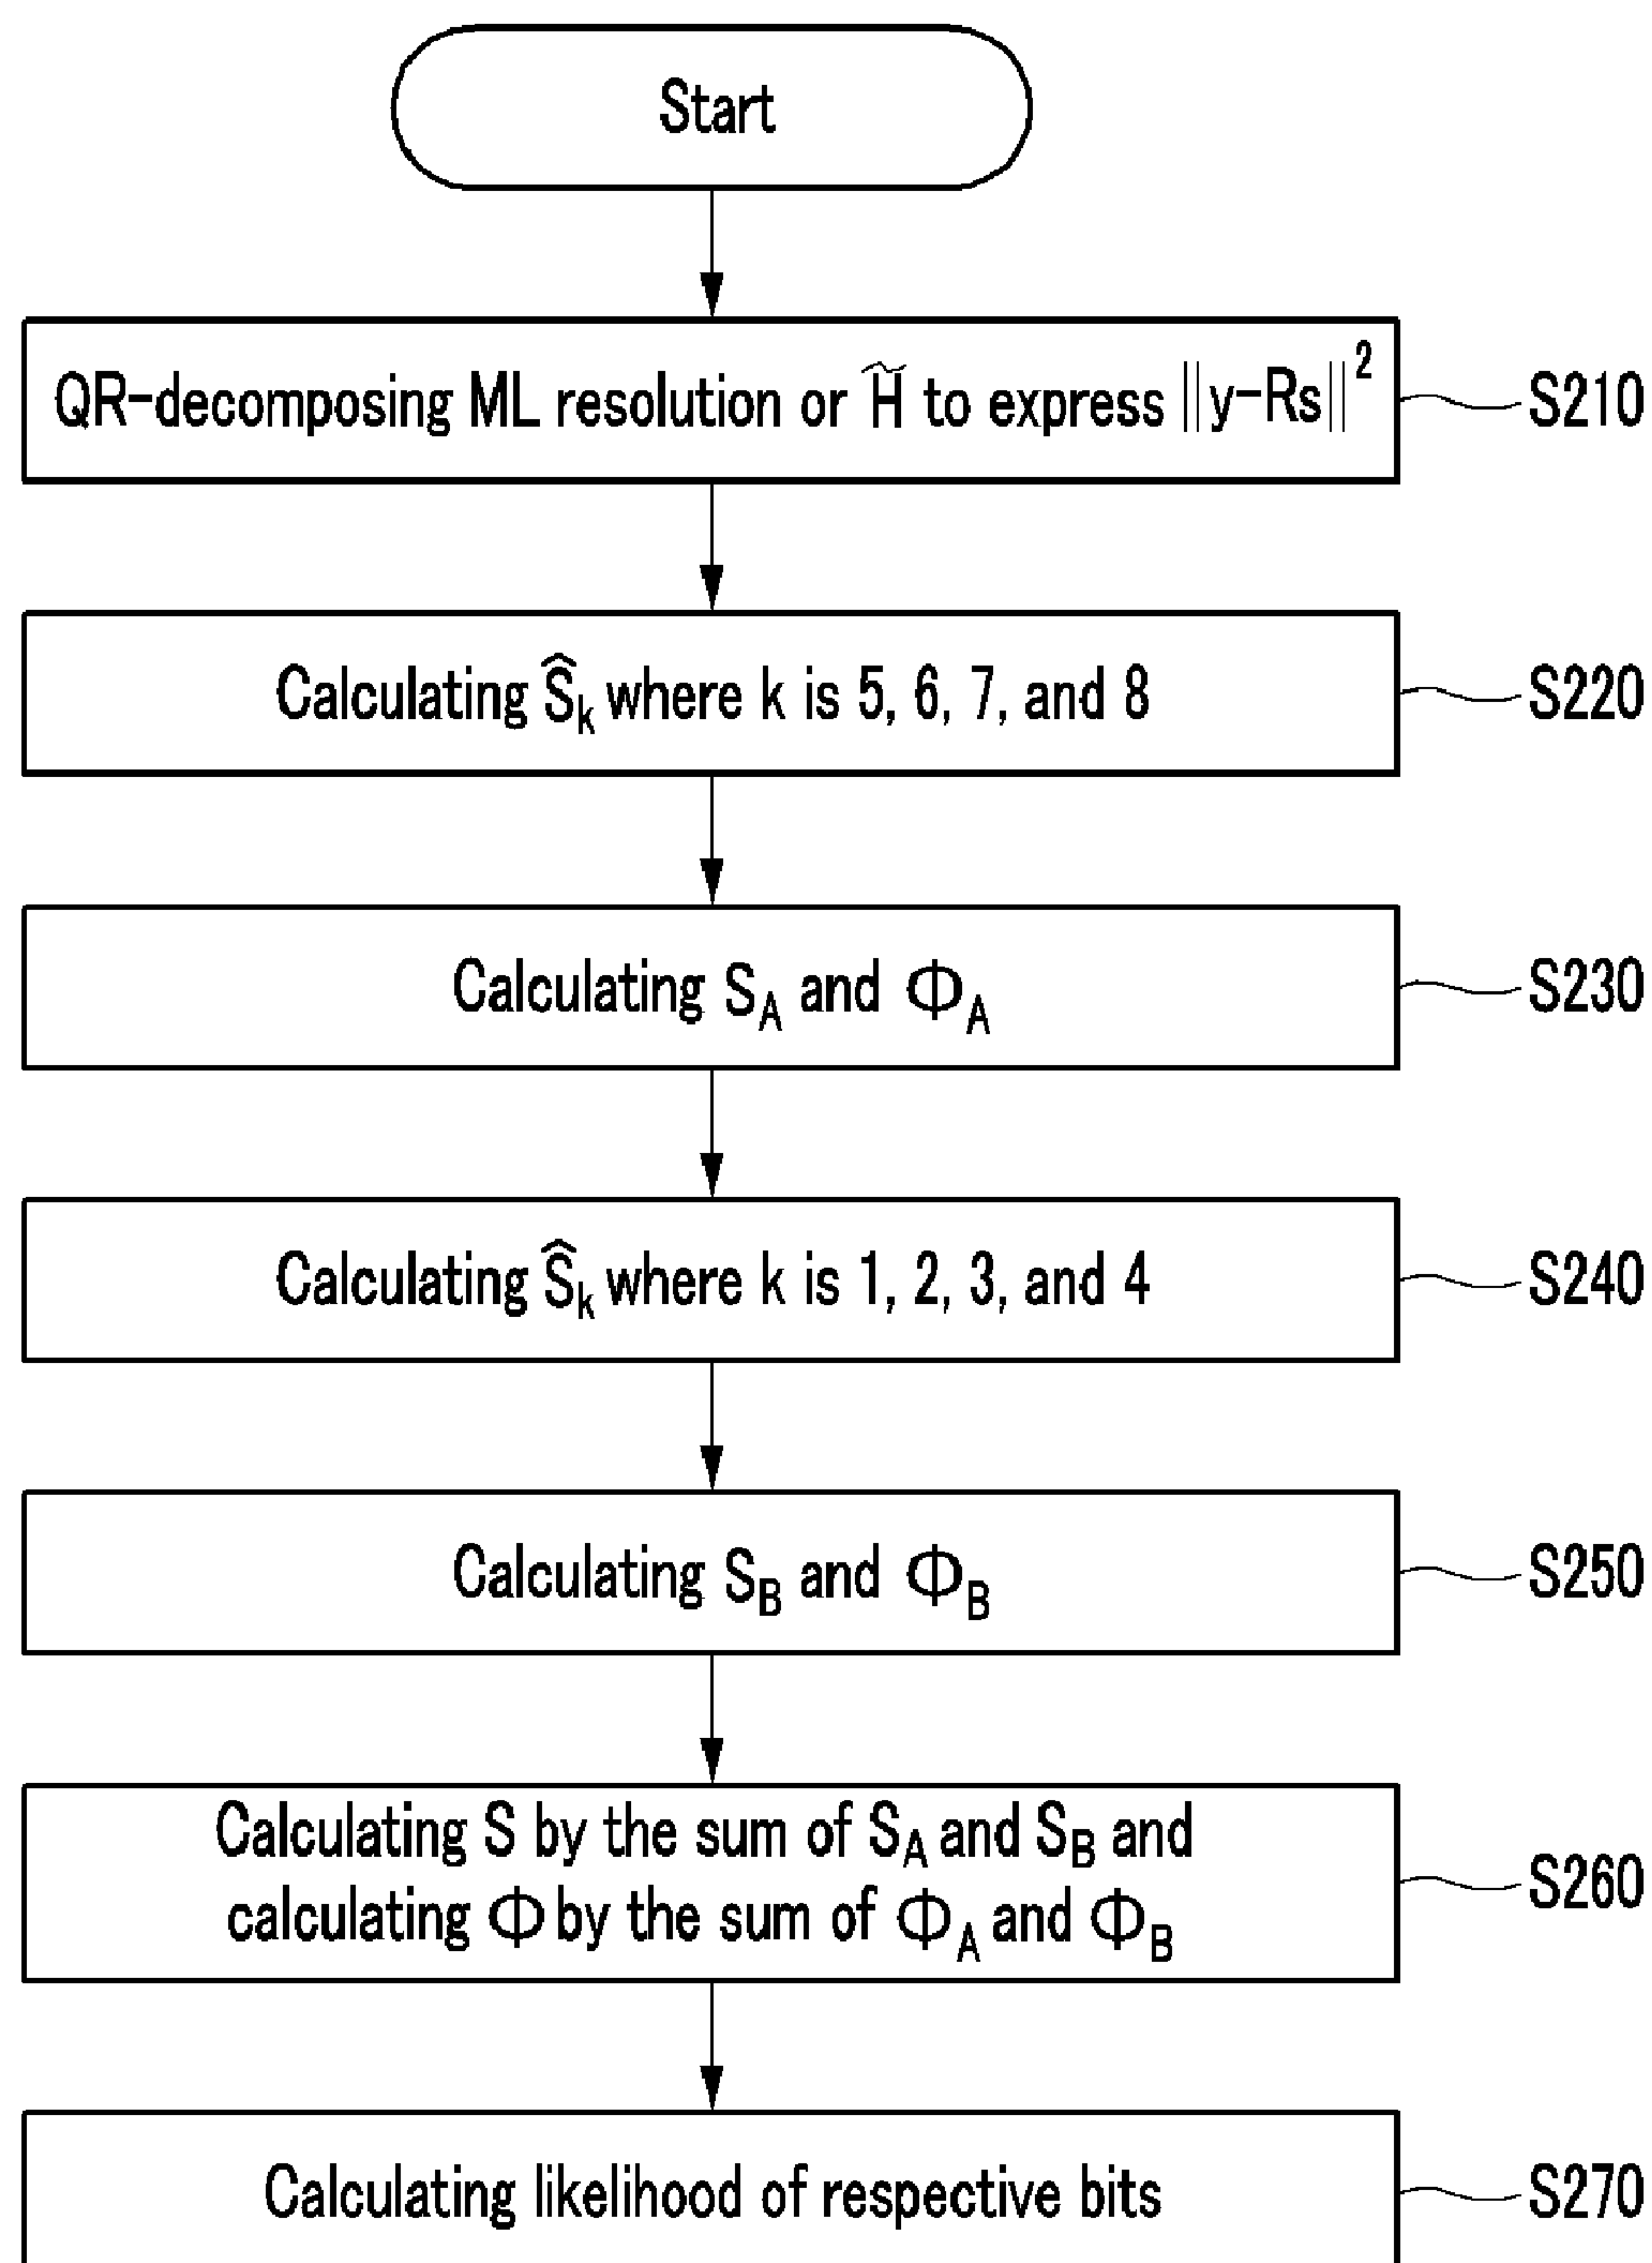 Start
QR-decomposing ML resolution or H̃ to express ||y-Rs||²
S210
Calculating Ŝₖ where k is 5, 6, 7, and 8
S220
Calculating S_A and Φ_A
S230
Calculating Ŝₖ where k is 1, 2, 3, and 4
S240
Calculating S_B and Φ_B
S250
Calculating S by the sum of S_A and S_B and
calculating Φ by the sum of Φ_A and Φ_B
S260
Calculating likelihood of respective bits
S270